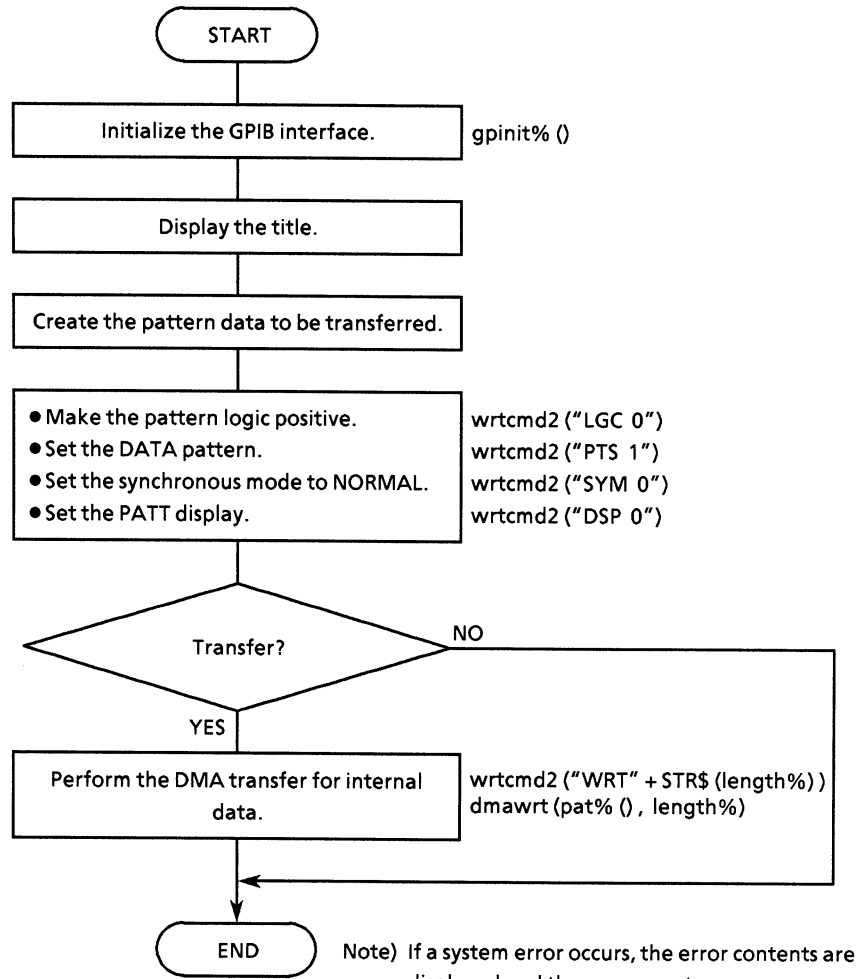 START
Initialize the GPIB interface.
gpinit% ()
Display the title.
Create the pattern data to be transferred.
● Make the pattern logic positive.
wrtcmd2 ("LGC 0")
● Set the DATA pattern.
wrtcmd2 ("PTS 1")
● Set the synchronous mode to NORMAL.
wrtcmd2 ("SYM 0")
● Set the PATT display.
wrtcmd2 ("DSP 0")
Transfer?
NO
YES
Perform the DMA transfer for internal
data.
wrtcmd2 ("WRT" + STR$ (length%))
dmawrt (pat% () , length%)
END
Note) If a system error occurs, the error contents are